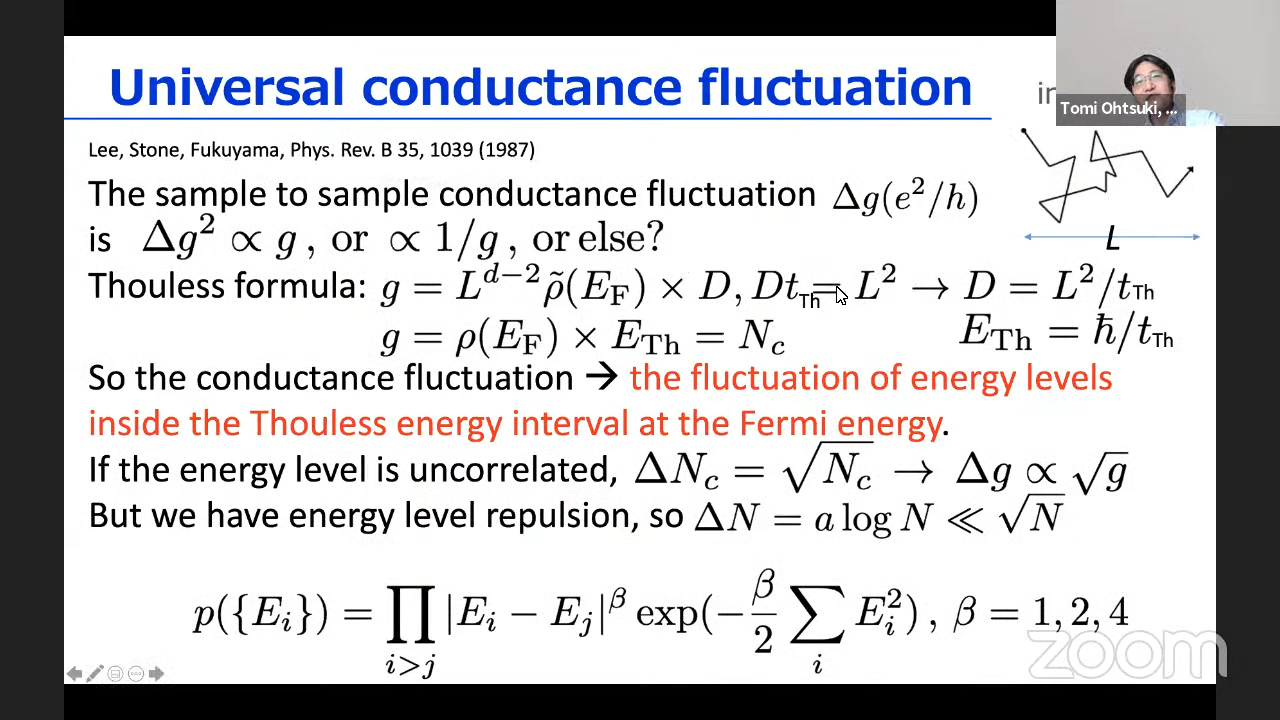 Universal conductance fluctuation
in
Tomi Ohtsuki, ...
Lee, Stone, Fukuyama, Phys. Rev. B 35, 1039 (1987)
The sample to sample conductance fluctuation Δg(e²/h)
is Δg² ∝ g , or ∝ 1/g , or else?
L
Thouless formula: g = L^{d−2}ρ̃(E_F) × D, Dt_Th = L² → D = L²/t_Th
g = ρ(E_F) × E_Th = N_c E_Th = ħ/t_Th
So the conductance fluctuation → the fluctuation of energy levels
inside the Thouless energy interval at the Fermi energy.
If the energy level is uncorrelated, ΔN_c = √N_c → Δg ∝ √g
But we have energy level repulsion, so ΔN = a log N ≪ √N
p({E_i}) = ∏_{i>j} |E_i − E_j|^β exp(−β/2 ∑_i E_i²) , β = 1, 2, 4
zoom